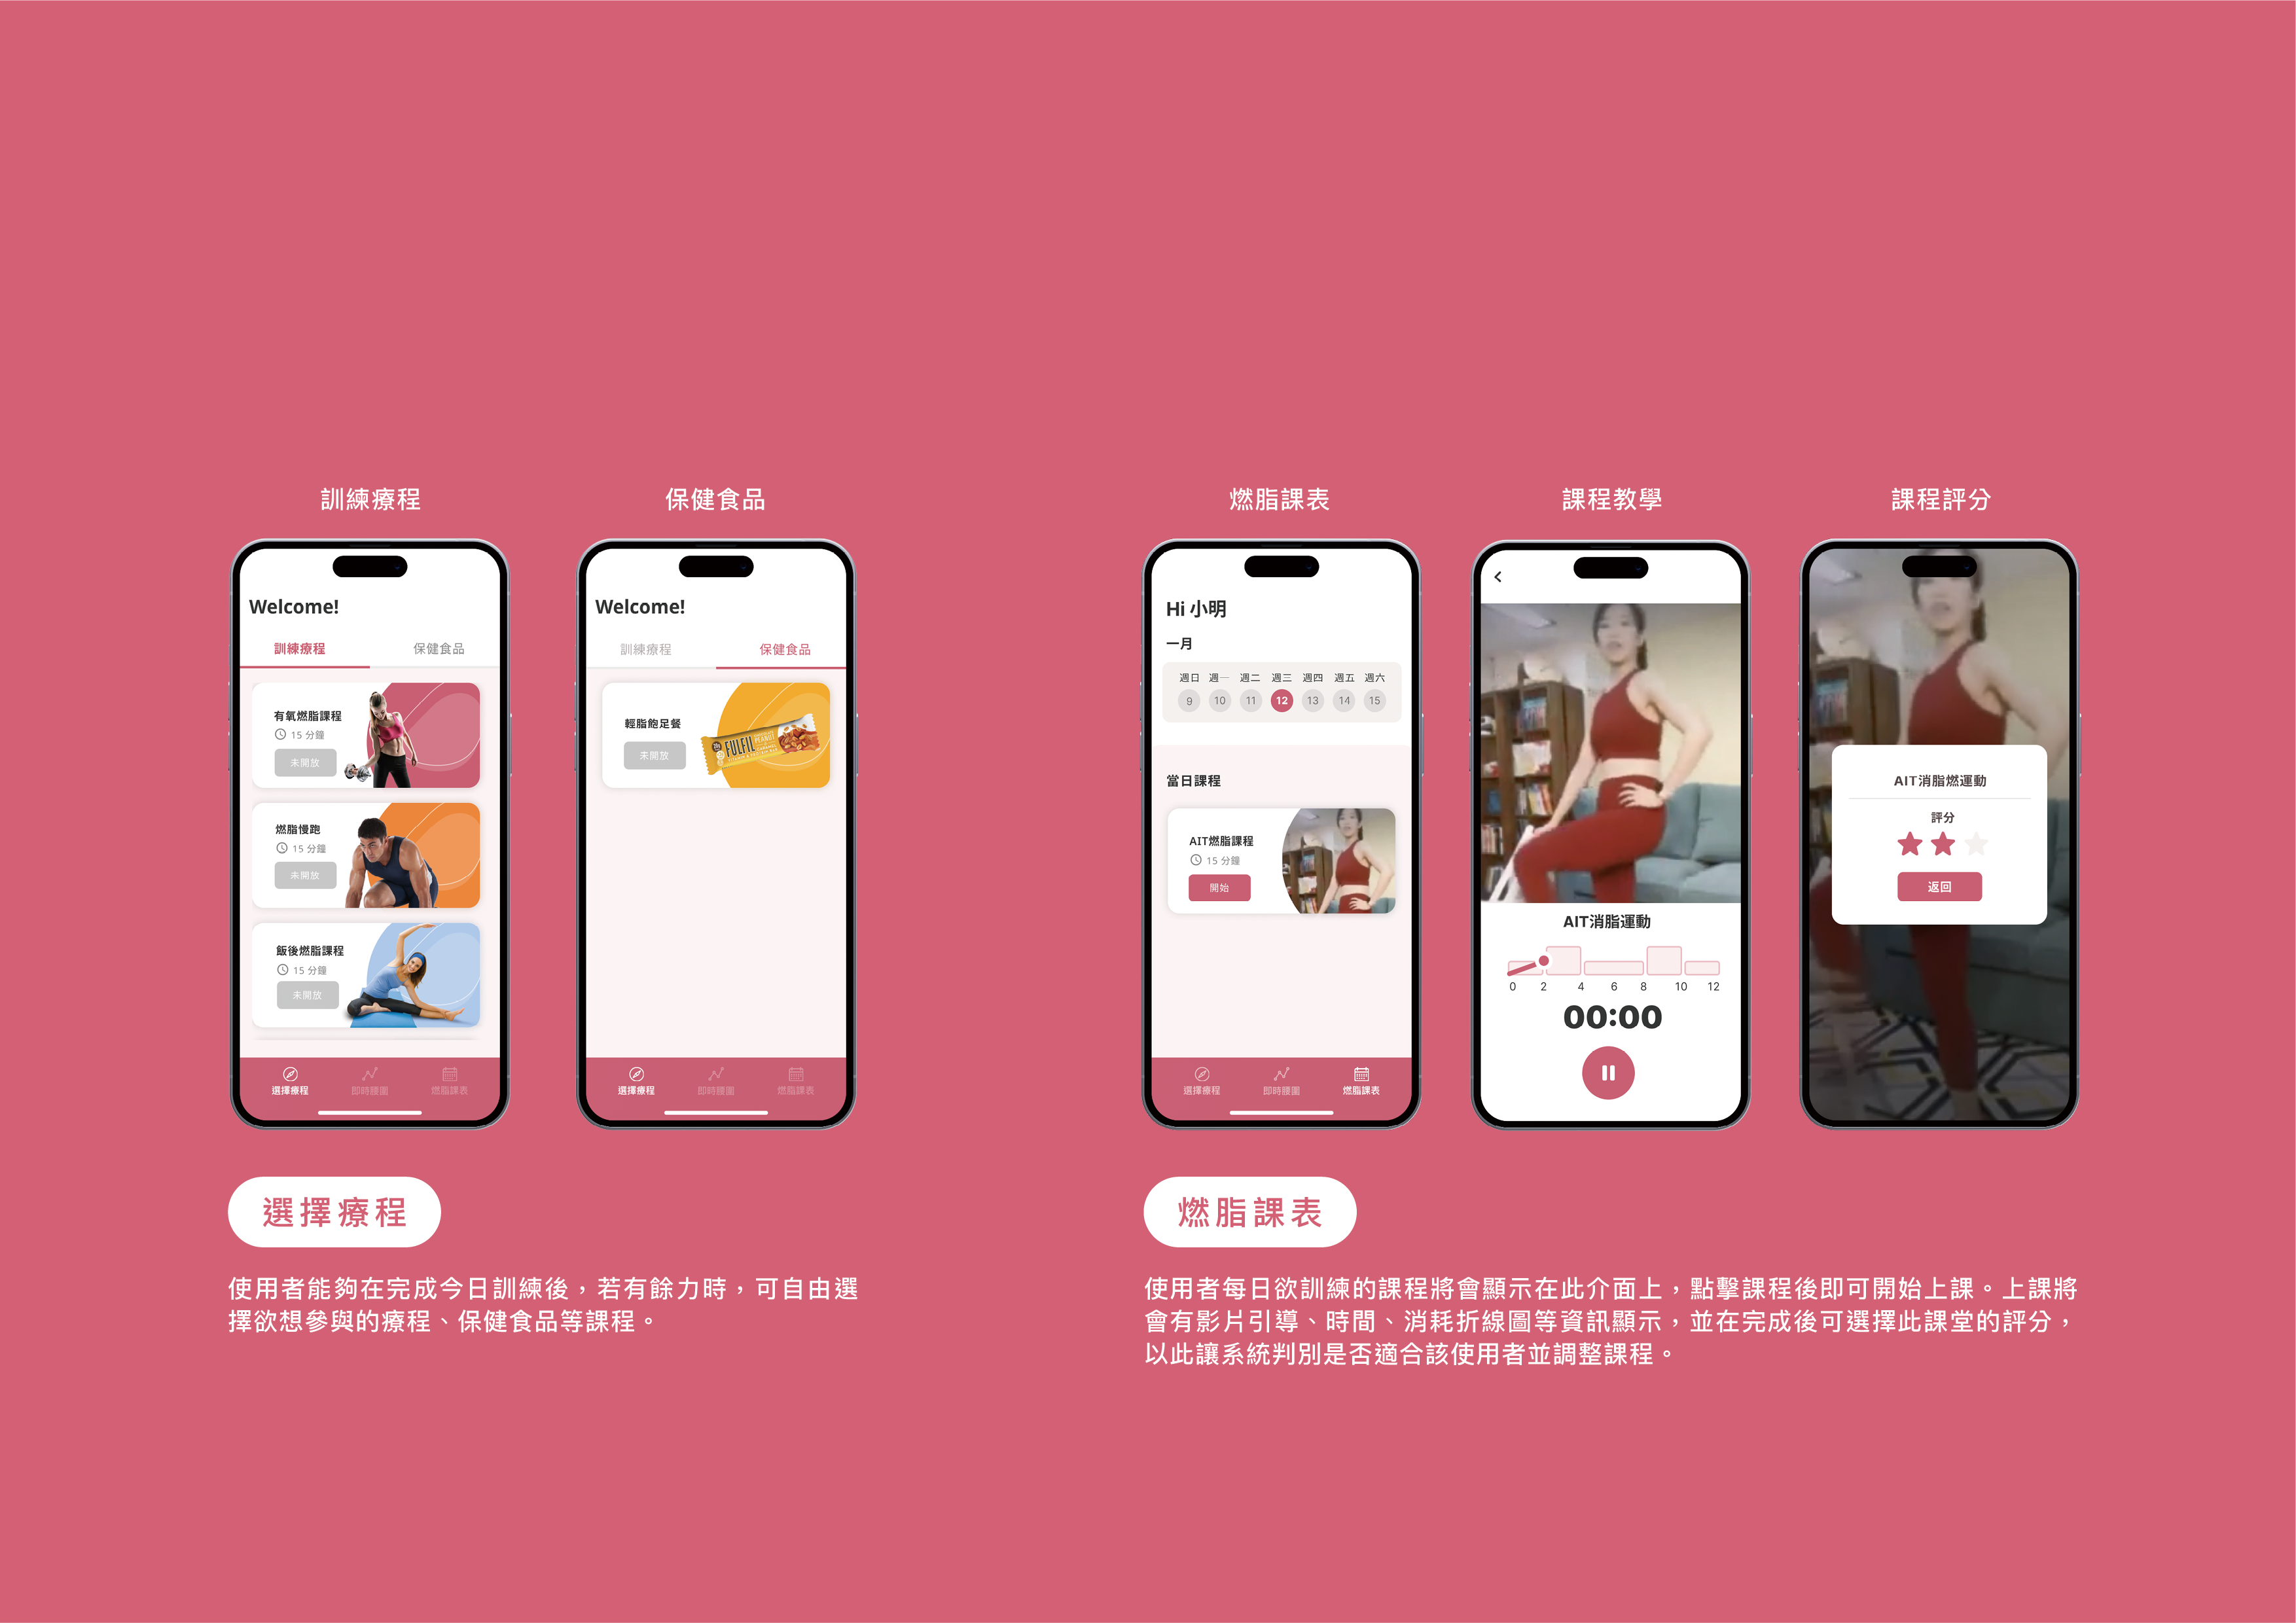 訓練療程
保健食品
燃脂課表
課程教學
課程評分
Welcome!
訓練療程
保健食品
有氧燃脂課程
15 分鐘
未開放
燃脂慢跑
15 分鐘
未開放
飯後燃脂課程
15 分鐘
未開放
選擇療程
即時腰圍
燃脂課表
Welcome!
訓練療程
保健食品
輕脂飽足餐
未開放
FULFIL
PEANUT
選擇療程
即時腰圍
燃脂課表
Hi 小明
一月
週日 週一 週二 週三 週四 週五 週六
9 10 11 12 13 14 15
當日課程
AIT燃脂課程
15 分鐘
開始
選擇療程
即時腰圍
燃脂課表
AIT消脂運動
0 2 4 6 8 10 12
00:00
AIT消脂燃運動
評分
返回
選擇療程
使用者能夠在完成今日訓練後，若有餘力時，可自由選
擇欲想參與的療程、保健食品等課程。
燃脂課表
使用者每日欲訓練的課程將會顯示在此介面上，點擊課程後即可開始上課。上課將
會有影片引導、時間、消耗折線圖等資訊顯示，並在完成後可選擇此課堂的評分，
以此讓系統判別是否適合該使用者並調整課程。